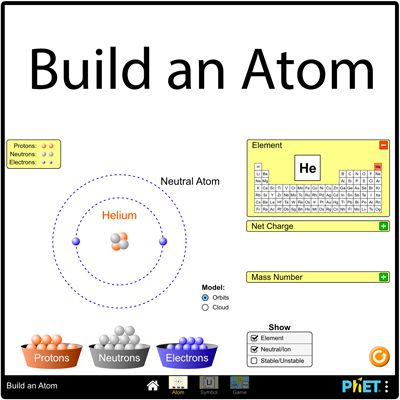 Build an Atom
Protons:
Neutrons:
Electrons:
Element
He
Neutral Atom
Helium
Net Charge
Mass Number
Model:
Orbits
Cloud
Show
Element
Neutral/Ion
Stable/Unstable
Protons
Neutrons
Electrons
Build an Atom
Atom
Symbol
Game
PhET